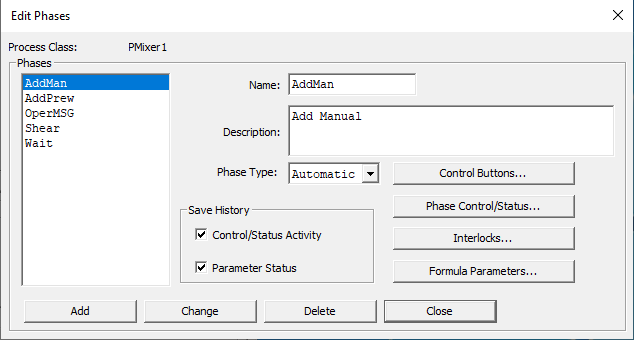 Edit Phases
Process Class: PMixer1
Phases
AddMan
AddPrew
OperMSG
Shear
Wait
Name: AddMan
Description: Add Manual
Phase Type: Automatic
Control Buttons...
Save History
Phase Control/Status...
Control/Status Activity
Interlocks...
Parameter Status
Formula Parameters...
Add Change Delete Close